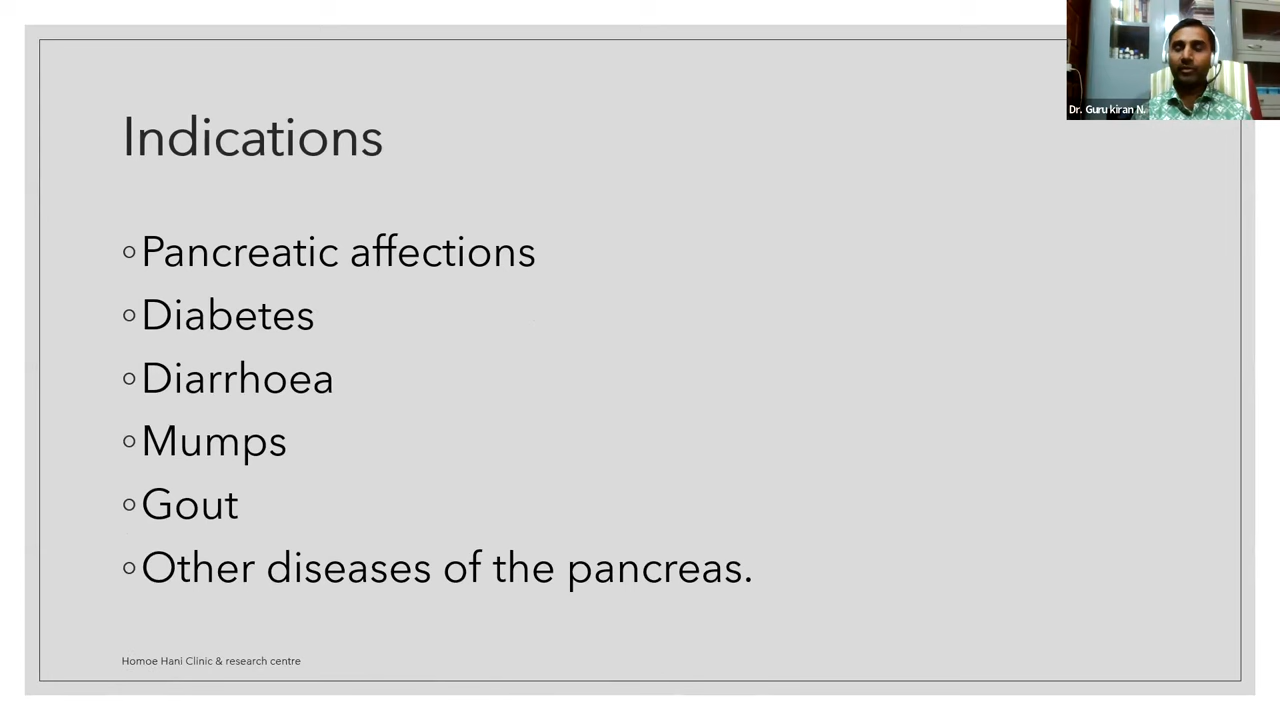 Dr. Guru kiran N.
Indications
◦Pancreatic affections
◦Diabetes
◦Diarrhoea
◦Mumps
◦Gout
◦Other diseases of the pancreas.
Homoe Hani Clinic & research centre